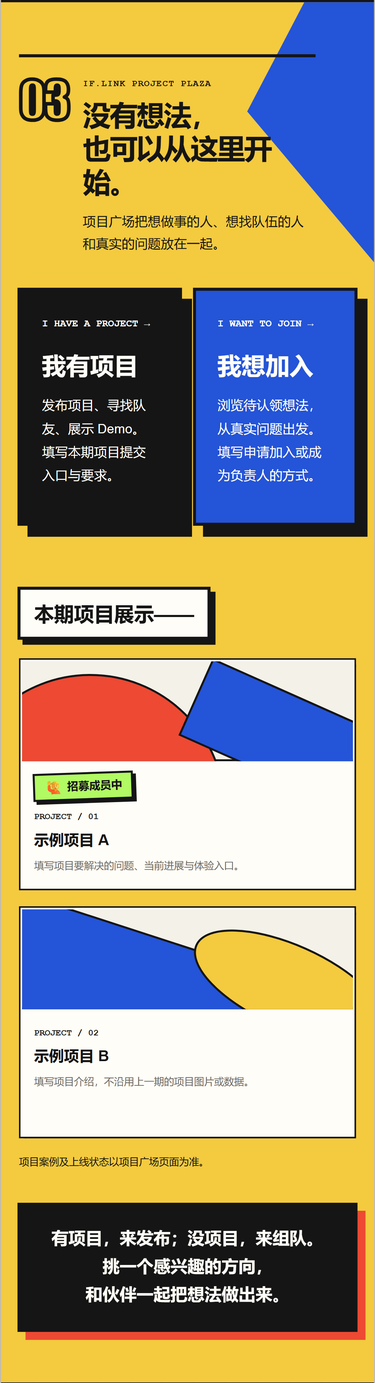 03
IF.LINK PROJECT PLAZA
没有想法，
也可以从这里开
始。
项目广场把想做事的人、想找队伍的人
和真实的问题放在一起。
I HAVE A PROJECT →
我有项目
发布项目、寻找队
友、展示 Demo。
填写本期项目提交
入口与要求。
I WANT TO JOIN →
我想加入
浏览待认领想法，
从真实问题出发。
填写申请加入或成
为负责人的方式。
本期项目展示——
招募成员中
PROJECT / 01
示例项目 A
填写项目要解决的问题、当前进展与体验入口。
PROJECT / 02
示例项目 B
填写项目介绍，不沿用上一期的项目图片或数据。
项目案例及上线状态以项目广场页面为准。
有项目，来发布；没项目，来组队。
挑一个感兴趣的方向，
和伙伴一起把想法做出来。